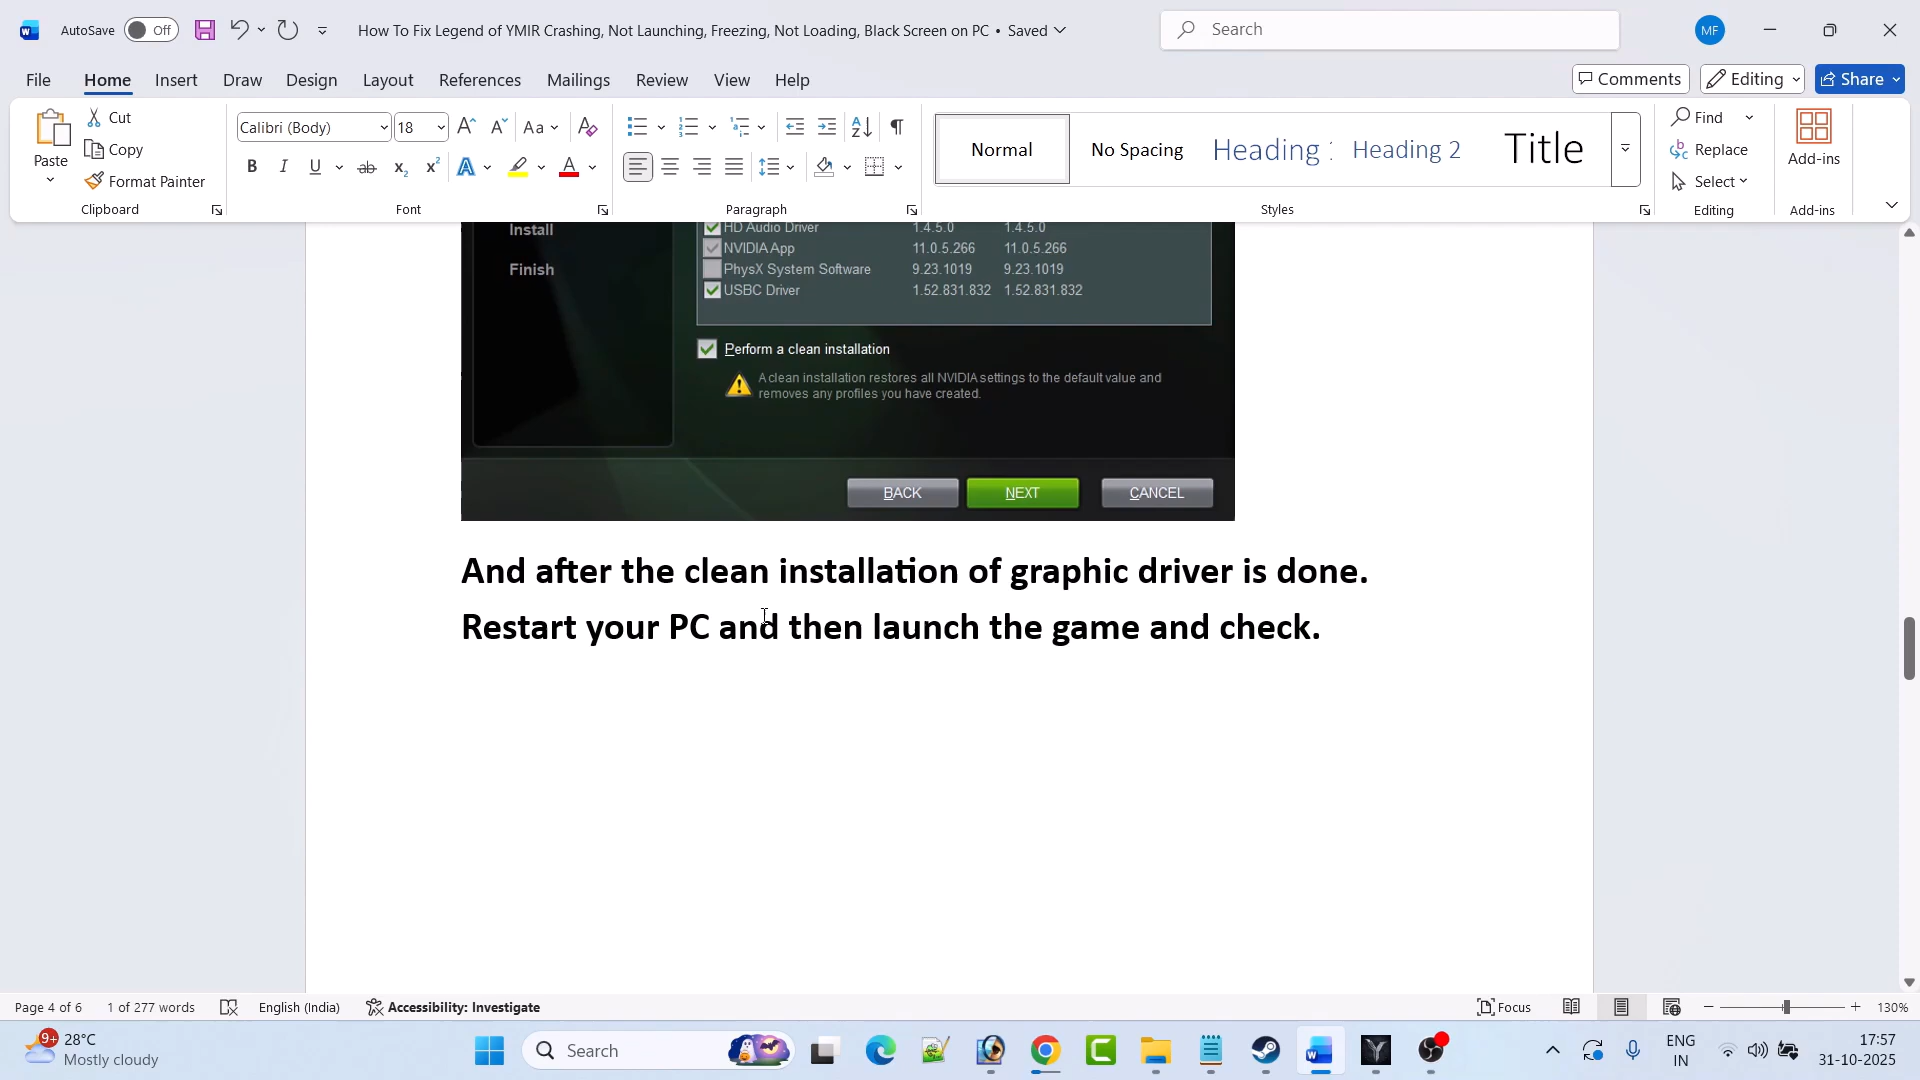 AutoSave Off How To Fix Legend of YMIR Crashing, Not Launching, Freezing, Not Loading, Black Screen on PC • Saved Search MF
File Home Insert Draw Design Layout References Mailings Review View Help Comments Editing Share
Paste Cut Copy Format Painter Clipboard
Calibri (Body) 18 Font
Paragraph
Normal No Spacing Heading Heading 2 Title Styles
Find Replace Select Editing
Add-ins Add-ins
Install
Finish
HD Audio Driver 1.4.5.0 1.4.5.0
NVIDIA App 11.0.5.266 11.0.5.266
PhysX System Software 9.23.1019 9.23.1019
USBC Driver 1.52.831.832 1.52.831.832
Perform a clean installation
A clean installation restores all NVIDIA settings to the default value and
removes any profiles you have created.
BACK NEXT CANCEL
And after the clean installation of graphic driver is done.
Restart your PC and then launch the game and check.
Page 4 of 6 1 of 277 words English (India) Accessibility: Investigate Focus 130%
9+ 28°C
Mostly cloudy
Search
ENG
IN
17:57
31-10-2025